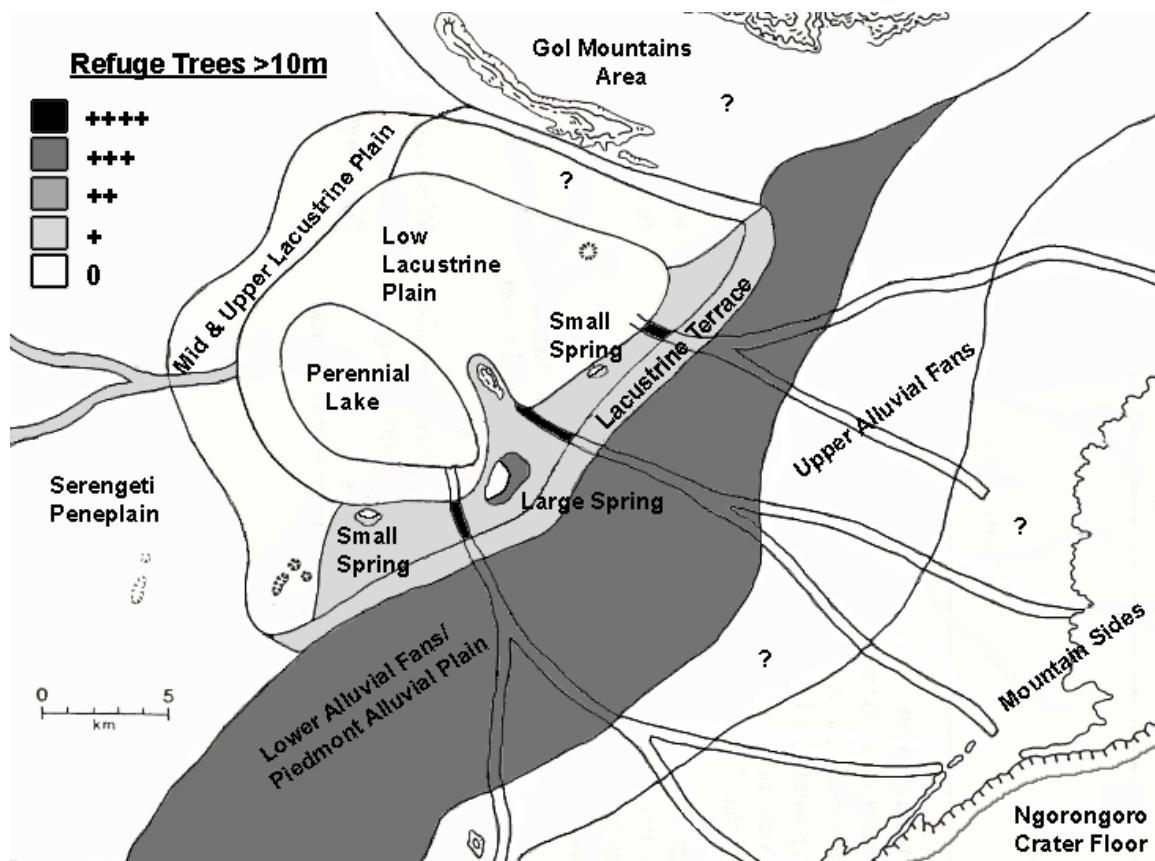 Refuge Trees >10m
++++
+++
++
+
0
Gol Mountains
Area
?
?
Mid & Upper Lacustrine Plain
Low
Lacustrine
Plain
Small
Spring
Lacustrine Terrace
Perennial
Lake
Upper Alluvial Fans
Serengeti
Peneplain
Large Spring
Small
Spring
?
?
Mountain Sides
Lower Alluvial Fans/
Piedmont Alluvial Plain
0 5
km
Ngorongoro
Crater Floor